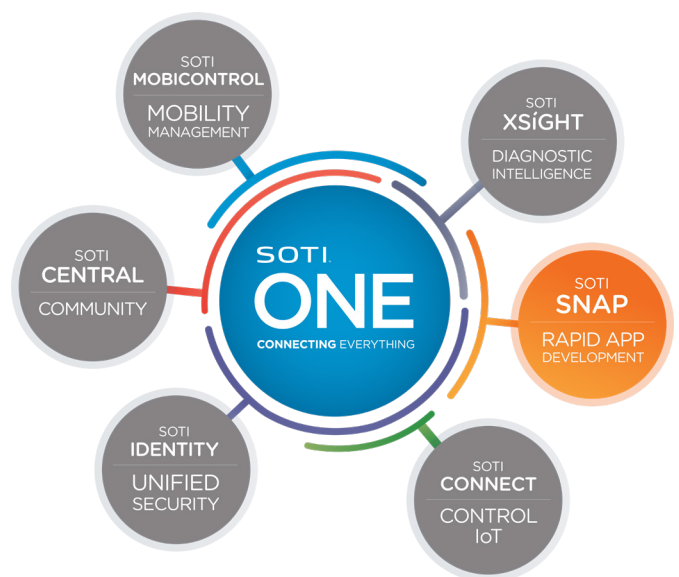 SOTI
MOBICONTROL
MOBILITY
MANAGEMENT
SOTI
XSíGHT
DIAGNOSTIC
INTELLIGENCE
SOTI
CENTRAL
COMMUNITY
SOTI
ONE
CONNECTING EVERYTHING
SOTI
SNAP
RAPID APP
DEVELOPMENT
SOTI
IDENTITY
UNIFIED
SECURITY
SOTI
CONNECT
CONTROL
IoT